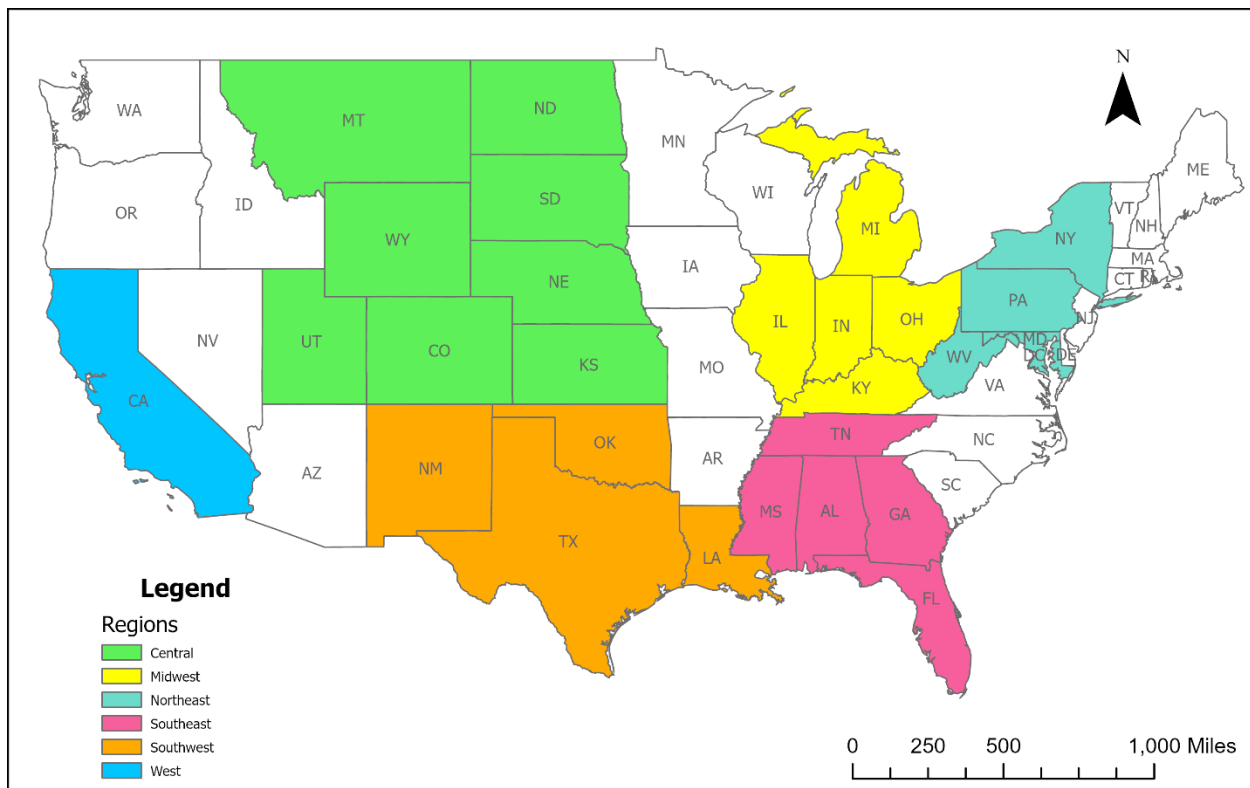 N
WA
MT
ND
MN
ME
ID
OR
SD
WI
VT
NH
NY
MI
WY
MA
RI
CT
IA
NE
PA
NJ
IL
IN
OH
NV
UT
CO
MD
DC
DE
WV
KS
MO
VA
CA
KY
TN
NC
OK
AR
NM
AZ
SC
MS
AL
GA
TX
LA
FL
Legend
Regions
Central
Midwest
Northeast
Southeast
Southwest
West
0 250 500 1,000 Miles